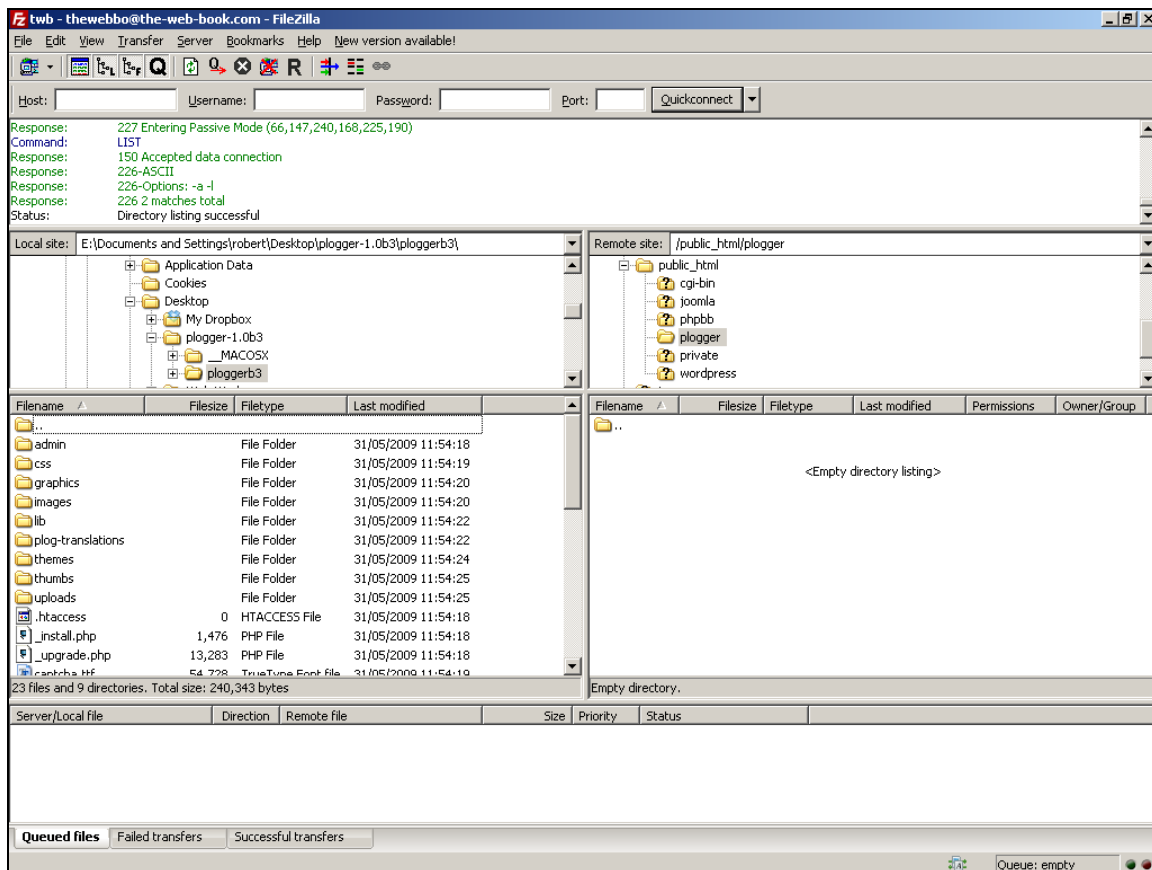 twb - thewebbo@the-web-book.com - FileZilla
File Edit View Transfer Server Bookmarks Help New version available!
Host: Username: Password: Port: Quickconnect
Response: 227 Entering Passive Mode (66,147,240,168,225,190)
Command: LIST
Response: 150 Accepted data connection
Response: 226-ASCII
Response: 226-Options: -a -l
Response: 226 2 matches total
Status: Directory listing successful
Local site: E:\Documents and Settings\robert\Desktop\plogger-1.0b3\ploggerb3\
Application Data
Cookies
Desktop
My Dropbox
plogger-1.0b3
__MACOSX
ploggerb3
Remote site: /public_html/plogger
public_html
cgi-bin
joomla
phpbb
plogger
private
wordpress
Filename Filesize Filetype Last modified
..
admin File Folder 31/05/2009 11:54:18
css File Folder 31/05/2009 11:54:19
graphics File Folder 31/05/2009 11:54:20
images File Folder 31/05/2009 11:54:20
lib File Folder 31/05/2009 11:54:22
plog-translations File Folder 31/05/2009 11:54:22
themes File Folder 31/05/2009 11:54:24
thumbs File Folder 31/05/2009 11:54:25
uploads File Folder 31/05/2009 11:54:25
.htaccess 0 HTACCESS File 31/05/2009 11:54:18
_install.php 1,476 PHP File 31/05/2009 11:54:18
_upgrade.php 13,283 PHP File 31/05/2009 11:54:18
captcha.ttf 54,728 TrueType Font file 31/05/2009 11:54:19
23 files and 9 directories. Total size: 240,343 bytes
Filename Filesize Filetype Last modified Permissions Owner/Group
..
<Empty directory listing>
Empty directory.
Server/Local file Direction Remote file Size Priority Status
Queued files Failed transfers Successful transfers
Queue: empty